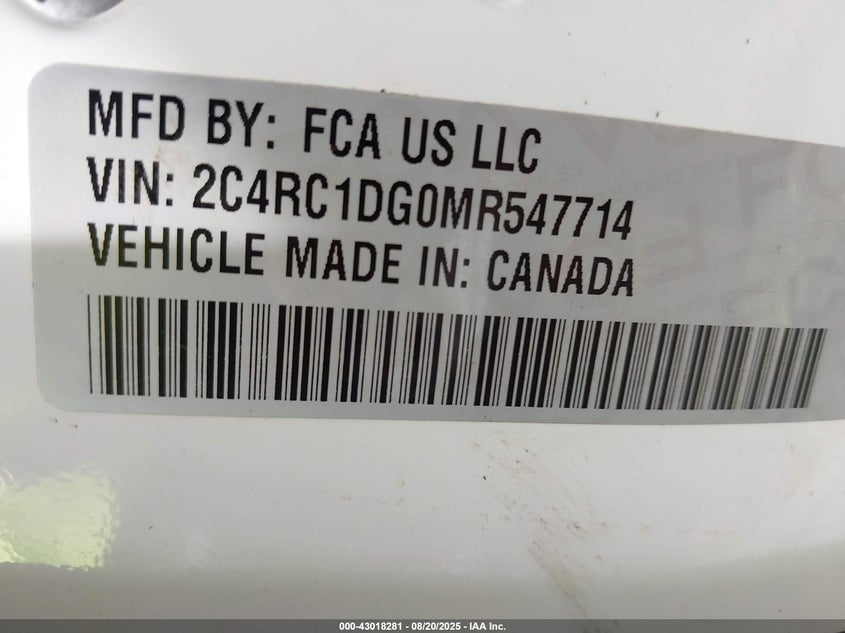 MFD BY: FCA US LLC
VIN: 2C4RC1DG0MR547714
VEHICLE MADE IN: CANADA
000-43018281 - 08/20/2025 - IAA Inc.